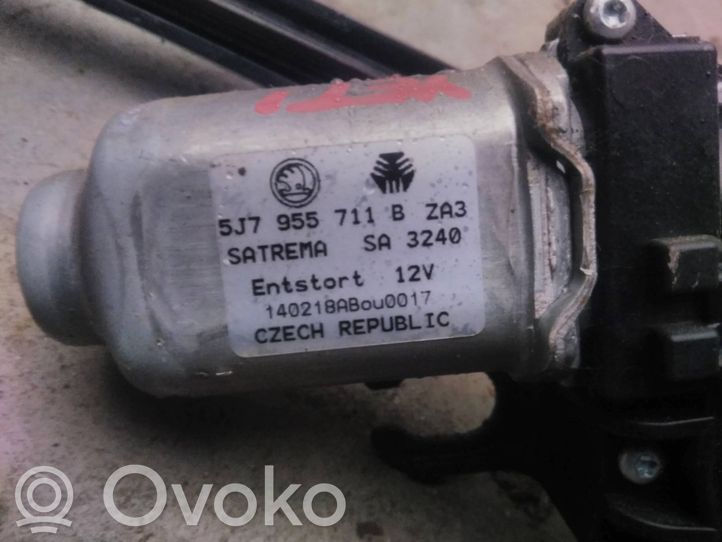 5J7 955 711 B ZA3
SATREMA SA 3240
Entstort 12V
140218ABou0017
CZECH REPUBLIC
Ovoko